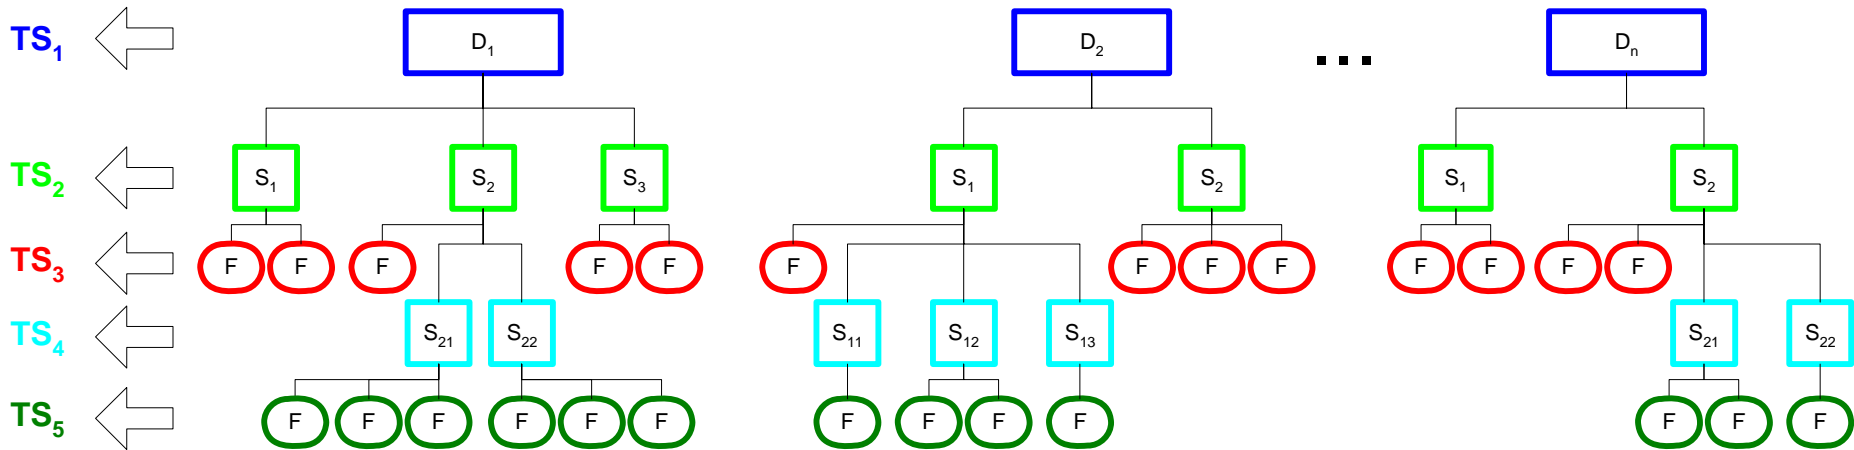 TS₁ D₁ D₂ ... Dₙ
TS₂ S₁ S₂ S₃ S₁ S₂ S₁ S₂
TS₃ F F F F F F F F F F F F F
TS₄ S₂₁ S₂₂ S₁₁ S₁₂ S₁₃ S₂₁ S₂₂
TS₅ F F F F F F F F F F F F F